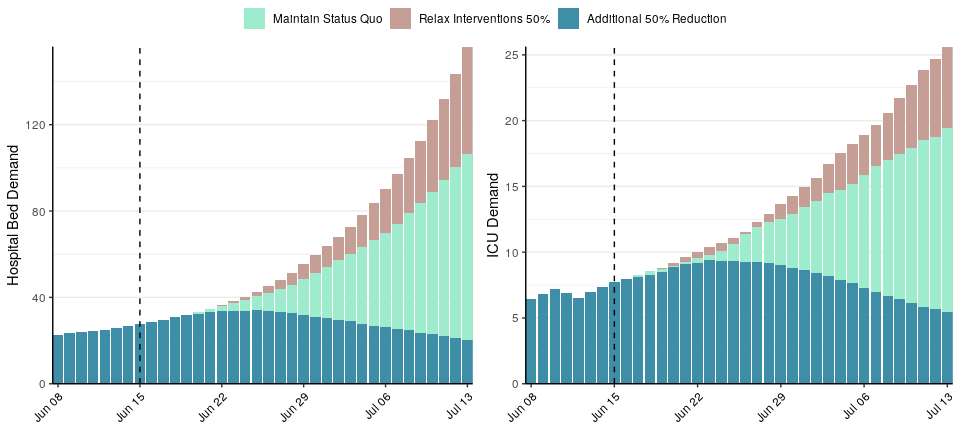 Maintain Status Quo Relax Interventions 50% Additional 50% Reduction
Hospital Bed Demand
120
80
40
0
Jun 08 Jun 15 Jun 22 Jun 29 Jul 06 Jul 13
ICU Demand
25
20
15
10
5
0
Jun 08 Jun 15 Jun 22 Jun 29 Jul 06 Jul 13